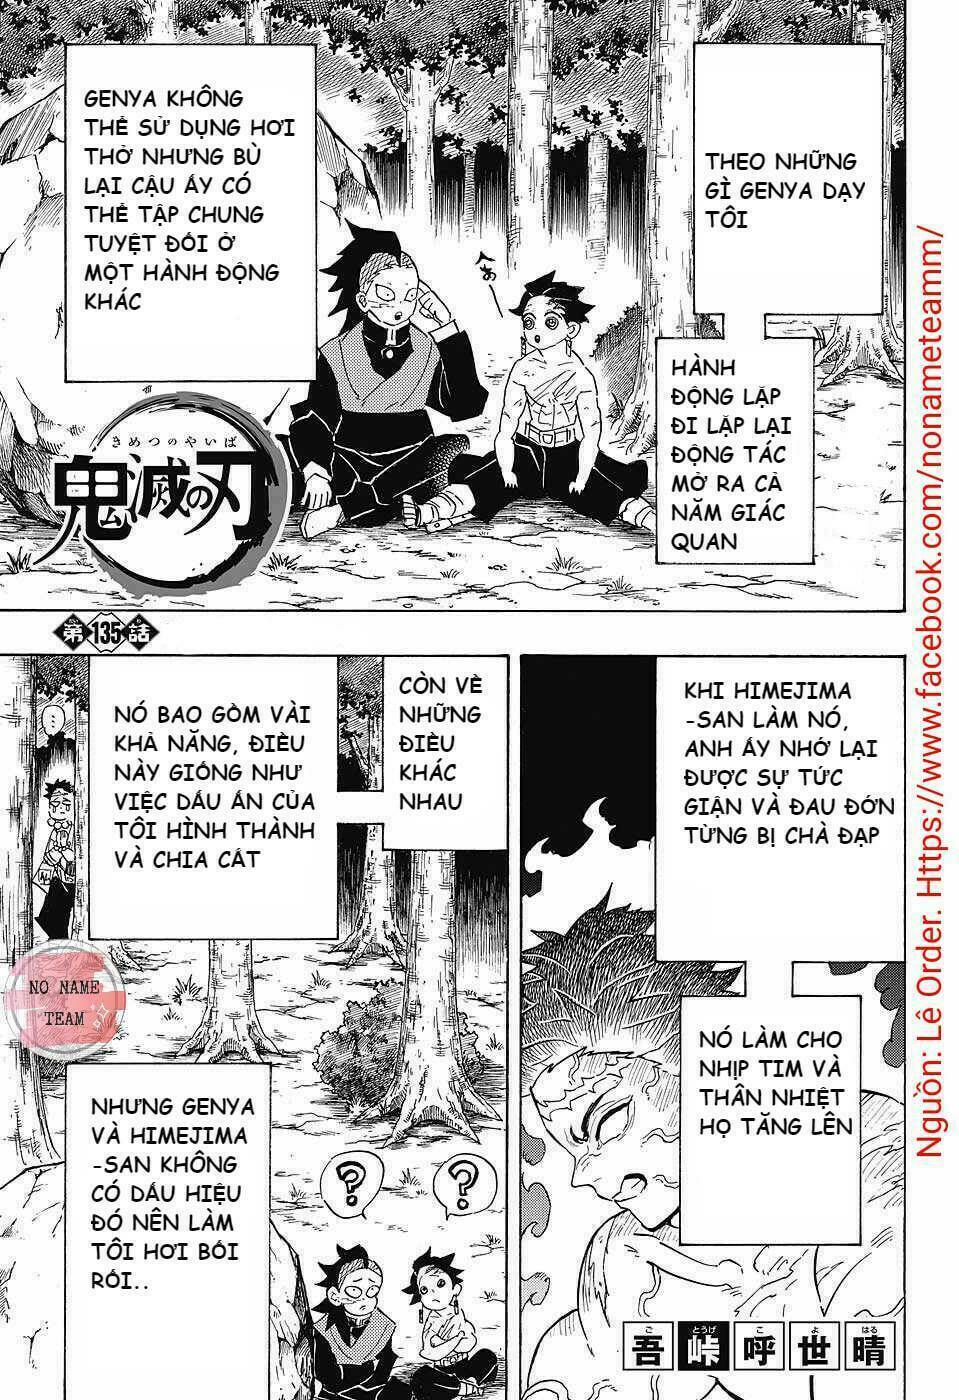 THEO NHỮNG
GÌ GENYA DẠY
TÔI
HÀNH
ĐỘNG LẶP
ĐI LẶP LẠI
ĐỘNG TÁC
MỞ RA CẢ
NĂM GIÁC
QUAN
へぁー
GENYA KHÔNG
THỂ SỬ DỤNG HƠI
THỞ NHƯNG BÙ
LẠI CẬU ẤY CÓ
THỂ TẬP CHUNG
TUYỆT ĐỐI Ở
MỘT HÀNH ĐỘNG
KHÁC
きめつのやいば
鬼滅の刃
第135話
KHI HIMEJIMA
-SAN LÀM NÓ,
ANH ẤY NHỚ LẠI
ĐƯỢC SỰ TỨC
GIẬN VÀ ĐAU ĐỚN
TỪNG BỊ CHÀ ĐẠP
NÓ LÀM CHO
NHỊP TIM VÀ
THÂN NHIỆT
HỌ TĂNG LÊN
CÒN VỀ
NHỮNG
ĐIỀU
KHÁC
NHAU
NÓ BAO GỒM VÀI
KHẢ NĂNG, ĐIỀU
NÀY GIỐNG NHƯ
VIỆC DẤU ẤN CỦA
TÔI HÌNH THÀNH
VÀ CHIA CẮT
…
NHƯNG GENYA
VÀ HIMEJIMA
-SAN KHÔNG
CÓ DẤU HIỆU
ĐÓ NÊN LÀM
TÔI HƠI BỐI
RỐI..
?
?
ご とうげ こ よ はる
吾峠呼世晴
NO NAME
TEAM
Nguồn: Lê Order. Https://www.facebook.com/nonameteamm/